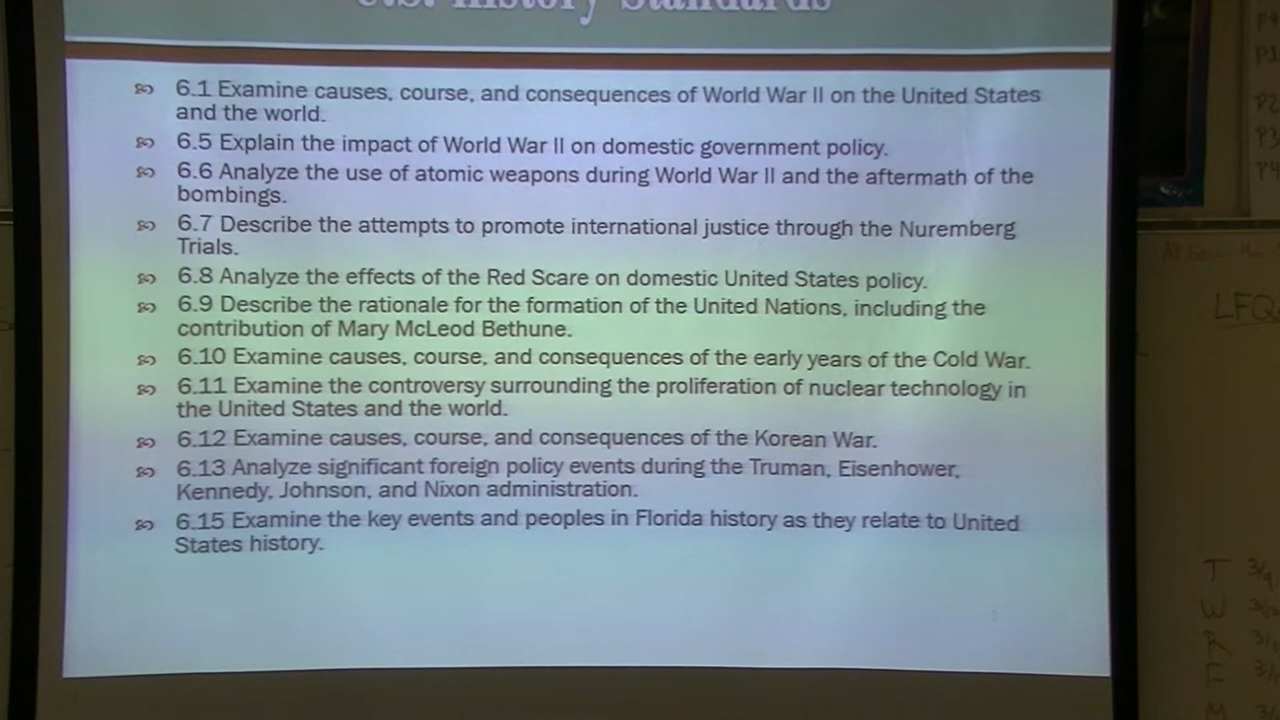 U.S. History Standards
6.1 Examine causes, course, and consequences of World War II on the United States
and the world.
6.5 Explain the impact of World War II on domestic government policy.
6.6 Analyze the use of atomic weapons during World War II and the aftermath of the
bombings.
6.7 Describe the attempts to promote international justice through the Nuremberg
Trials.
6.8 Analyze the effects of the Red Scare on domestic United States policy.
6.9 Describe the rationale for the formation of the United Nations, including the
contribution of Mary McLeod Bethune.
6.10 Examine causes, course, and consequences of the early years of the Cold War.
6.11 Examine the controversy surrounding the proliferation of nuclear technology in
the United States and the world.
6.12 Examine causes, course, and consequences of the Korean War.
6.13 Analyze significant foreign policy events during the Truman, Eisenhower,
Kennedy, Johnson, and Nixon administration.
6.15 Examine the key events and peoples in Florida history as they relate to United
States history.
P1
P2
P3
P4
LFQ
T
W
R
F
M